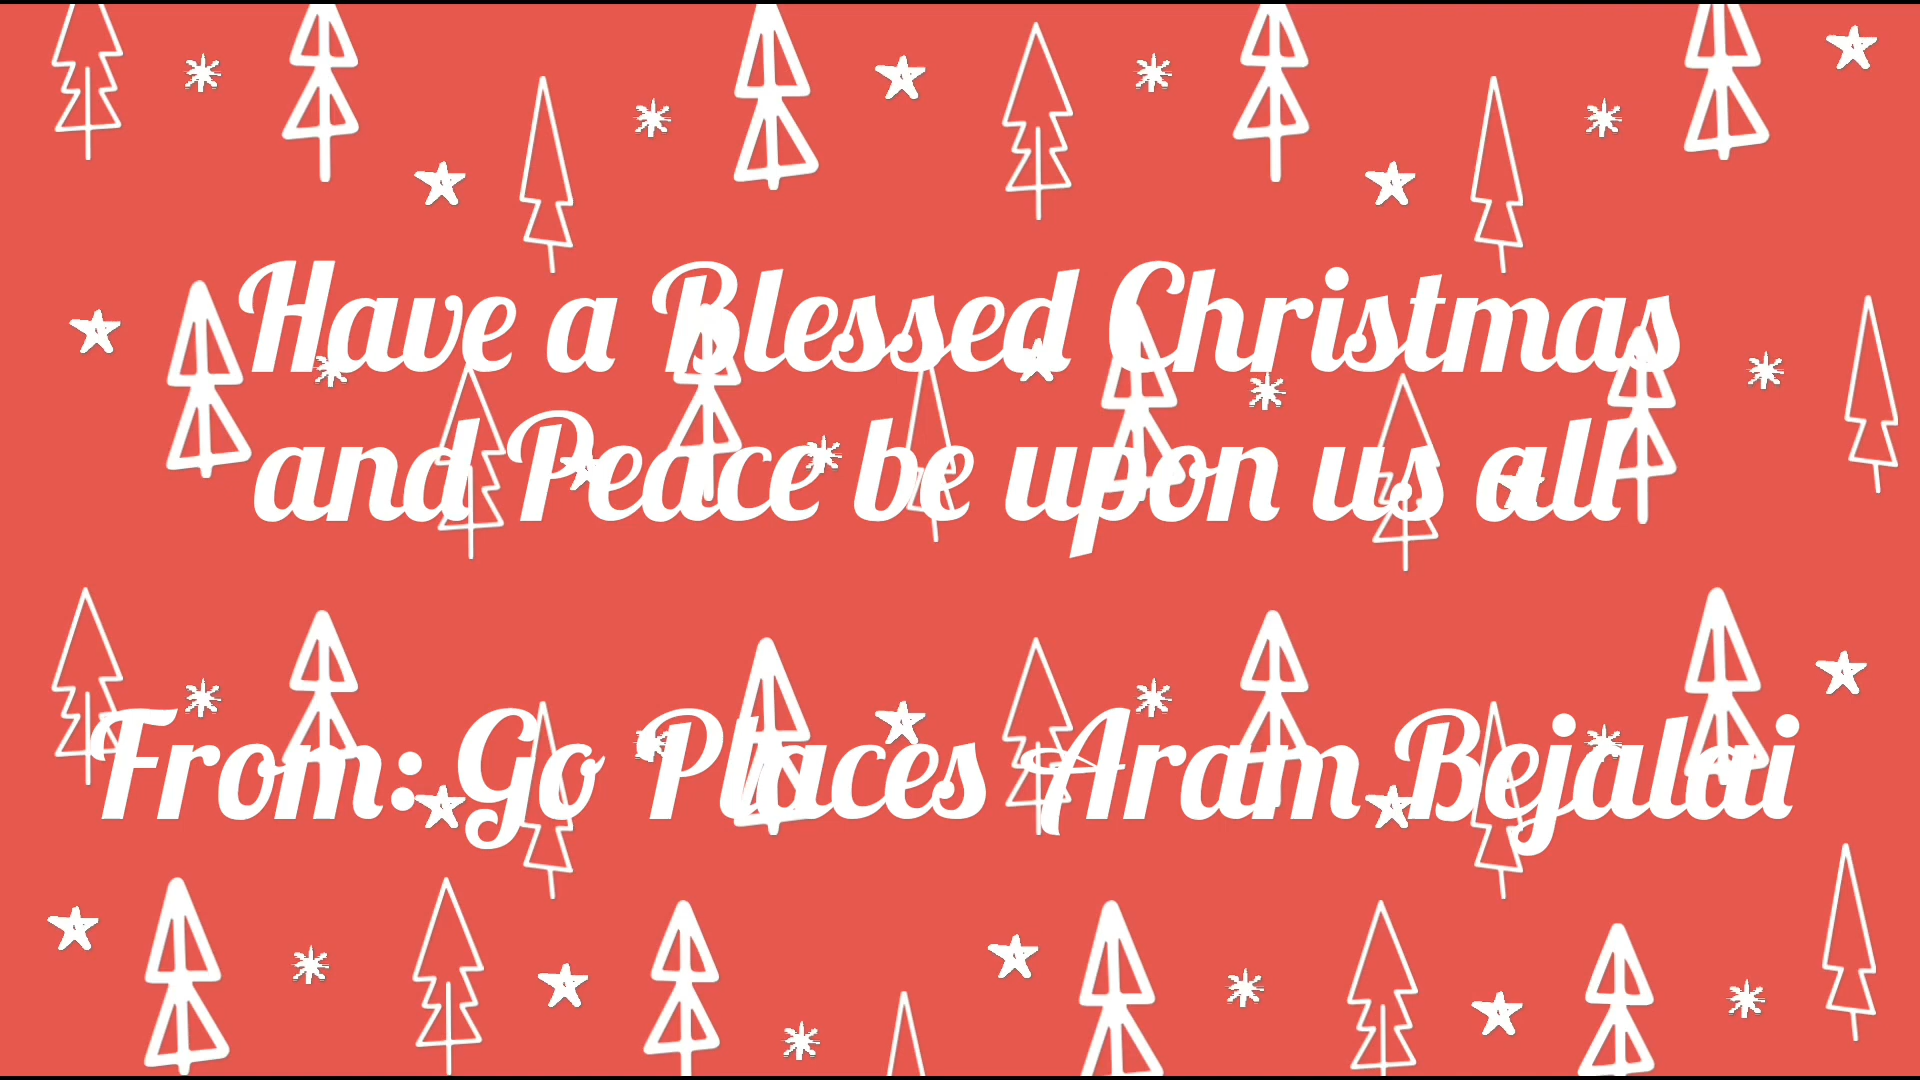 Have a Blessed Christmas
and Peace be upon us all
From: Go Places Aram Bejalai